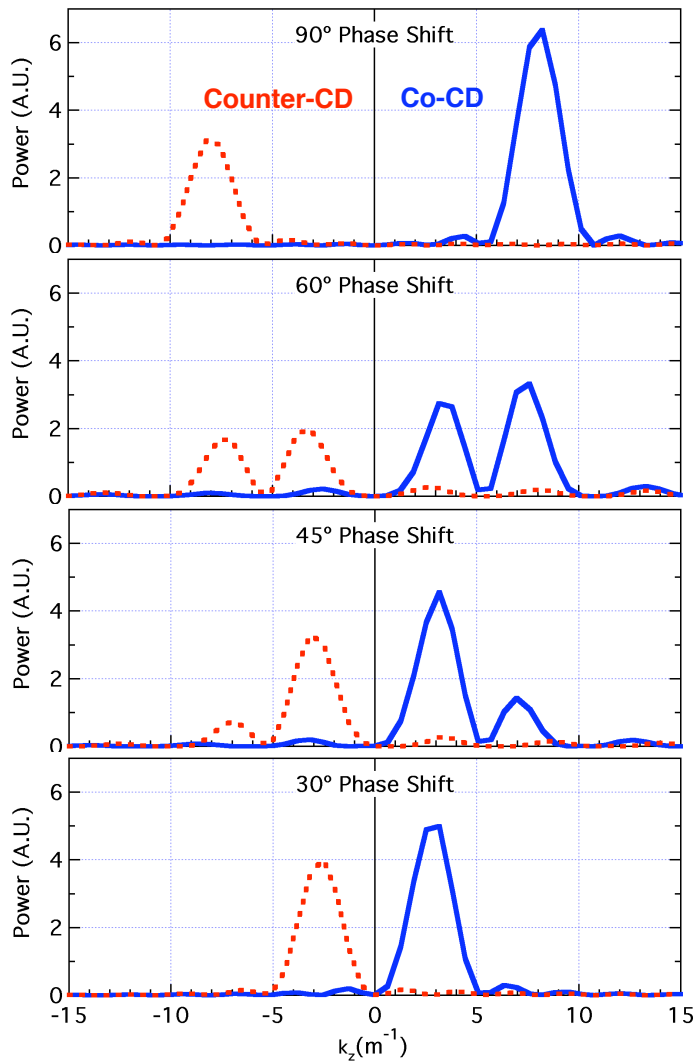 90° Phase Shift
Counter-CD Co-CD
Power (A.U.)
6
4
2
0
60° Phase Shift
Power (A.U.)
6
4
2
0
45° Phase Shift
Power (A.U.)
6
4
2
0
30° Phase Shift
Power (A.U.)
6
4
2
0
-15 -10 -5 0 5 10 15
k_z(m⁻¹)